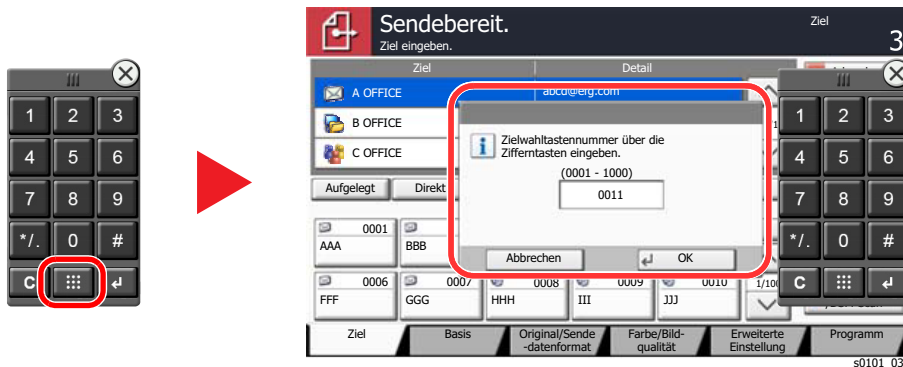 1 2 3
4 5 6
7 8 9
*/. 0 #
C
Sendebereit.
Ziel eingeben.
Ziel
3
Ziel Detail
A OFFICE abcd@efg.com
B OFFICE
C OFFICE
Zielwahltastennummer über die
Zifferntasten eingeben.
(0001 - 1000)
0011
Abbrechen OK
Aufgelegt Direkt
0001
AAA BBB
0006 0007 0008 0009 0010 1/100
FFF GGG HHH III JJJ
1 2 3
4 5 6
7 8 9
*/. 0 #
C
Ziel Basis Original/Sende
-datenformat Farbe/Bild-
qualität Erweiterte
Einstellung Programm
s0101_03